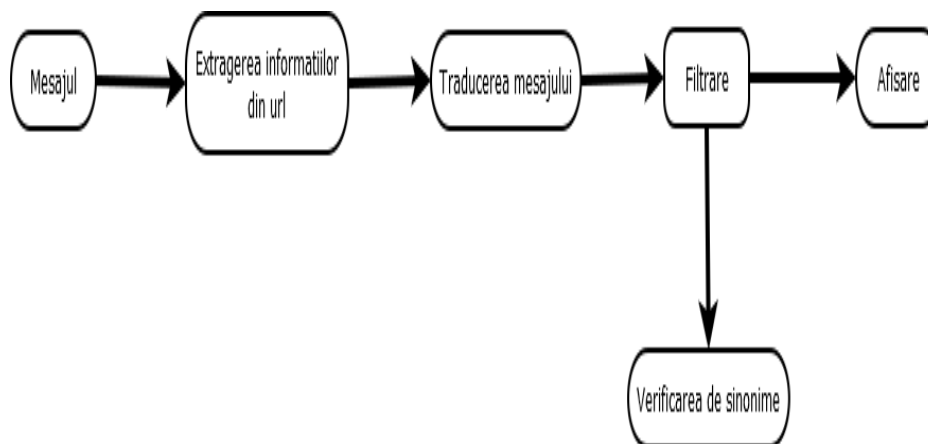 Mesajul
Extragerea informatiilor
din url
Traducerea mesajului
Filtrare
Afisare
Verificarea de sinonime